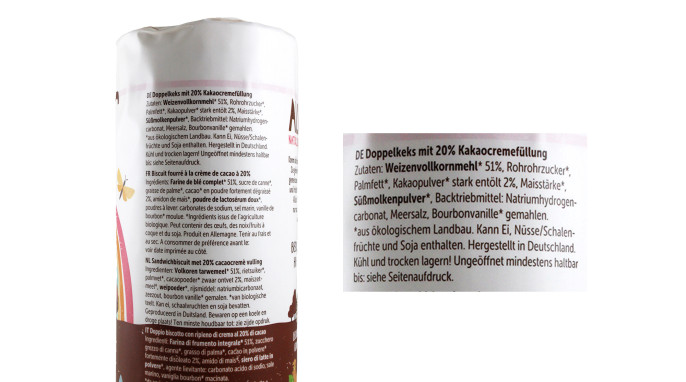 DE Doppelkeks mit 20% Kakaocremefüllung
Zutaten: Weizenvollkornmehl* 51%, Rohrohrzucker*,
Palmfett*, Kakaopulver* stark entölt 2%, Maisstärke*,
Süßmolkenpulver*, Backtriebmittel: Natriumhydrogen-
carbonat, Meersalz, Bourbonvanille* gemahlen.
*aus ökologischem Landbau. Kann Ei, Nüsse/Schalen-
früchte und Soja enthalten. Hergestellt in Deutschland.
Kühl und trocken lagern! Ungeöffnet mindestens haltbar
bis: siehe Seitenaufdruck.
FR Biscuit fourré à la crème de cacao à 20%
Ingrédients: Farine de blé complet* 51%, sucre de canne*,
graisse de palme*, cacao* en poudre fortement dégraissé
2%, amidon de maïs*, poudre de lactosérum doux*,
poudres à lever: carbonates de sodium, sel marin, vanille de
bourbon* moulue. *Ingrédients issus de l'agriculture
biologique. Peut contenir des œufs, des noix/fruits à
coques et du soja. Produit en Allemagne. Tenir au frais et
au sec. A consommer de préférence avant le:
voir date imprimée au côté.
NL Sandwichbiscuit met 20% cacaocrème vulling
Ingrediënten: Volkoren tarwemeel* 51%, rietsuiker*,
palmvet*, cacaopoeder* zwaar ontvet 2%, maïszet-
meel*, weipoeder*, rijsmiddel: natriumbicarbonaat,
zeezout, bourbon vanille* gemalen. *van biologische
teelt. Kan ei, schaalvruchten en soja bevatten.
Geproduceerd in Duitsland. Bewaren op een koele en
droge plaats! Ten minste houdbaar tot: zie zijde opdruk.
IT Doppio biscotto con ripieno di crema al 20% di cacao
Ingredienti: Farina di frumento integrale* 51%, zucchero
grezzo di canna*, grasso di palma*, cacao in polvere*
fortemente disoleato 2%, amido di mais*, siero di latte in
polvere*, agente lievitante: carbonato acido di sodio, sale
marino, vaniglia bourbon* macinata.
DE Doppelkeks mit 20% Kakaocremefüllung
Zutaten: Weizenvollkornmehl* 51%, Rohrohrzucker*,
Palmfett*, Kakaopulver* stark entölt 2%, Maisstärke*,
Süßmolkenpulver*, Backtriebmittel: Natriumhydrogen-
carbonat, Meersalz, Bourbonvanille* gemahlen.
*aus ökologischem Landbau. Kann Ei, Nüsse/Schalen-
früchte und Soja enthalten. Hergestellt in Deutschland.
Kühl und trocken lagern! Ungeöffnet mindestens haltbar
bis: siehe Seitenaufdruck.